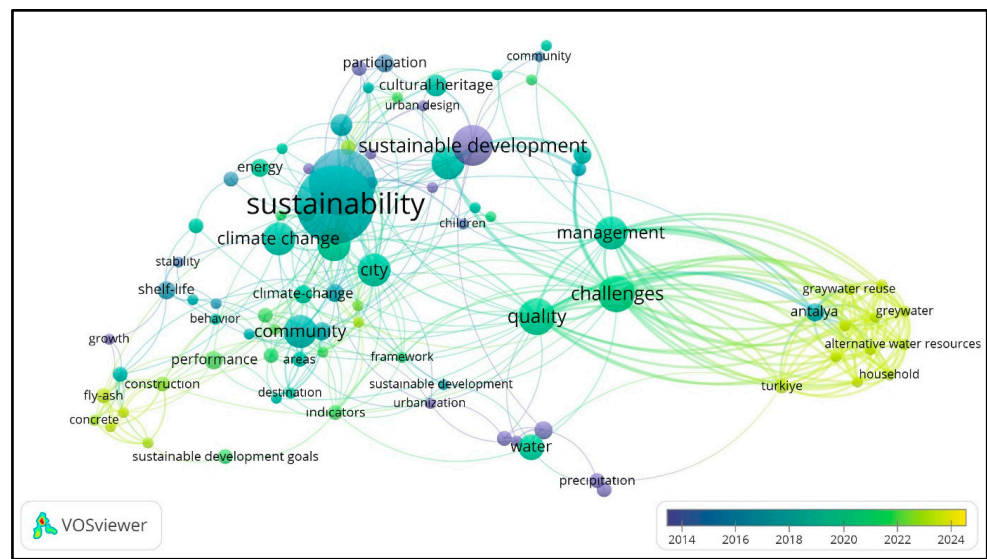 participation
community
cultural heritage
urban design
sustainable development
energy
sustainability
children
climate change
management
city
stability
shelf-life
climate-change
challenges
graywater reuse
antalya
greywater
behavior
community
quality
growth
performance
areas
framework
alternative water resources
construction
sustainable development
household
turkiye
fly-ash
destination
urbanization
concrete
indicators
water
sustainable development goals
precipitation
VOSviewer
2014 2016 2018 2020 2022 2024